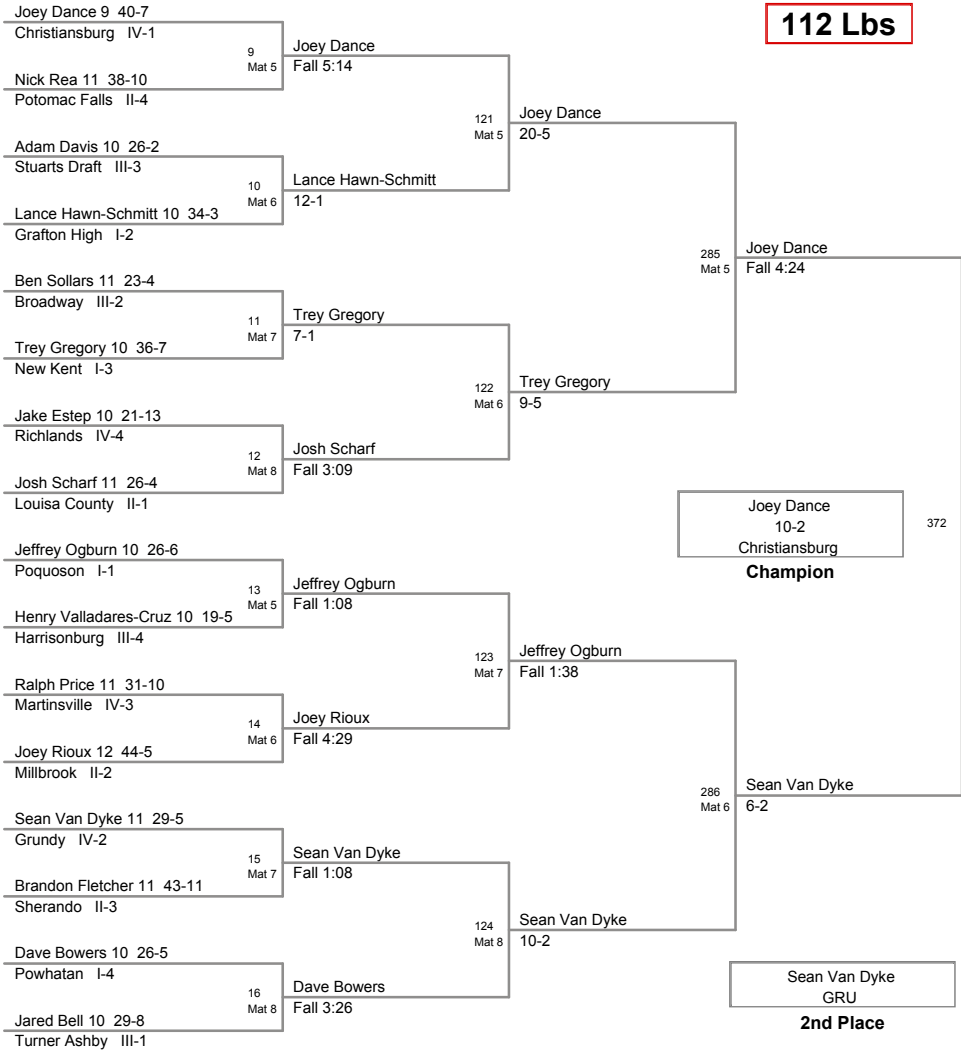 112 Lbs
Joey Dance 9 40-7
Christiansburg IV-1
9
Mat 5
Joey Dance
Fall 5:14
Nick Rea 11 38-10
Potomac Falls II-4
121
Mat 5
Joey Dance
20-5
Adam Davis 10 26-2
Stuarts Draft III-3
10
Mat 6
Lance Hawn-Schmitt
12-1
Lance Hawn-Schmitt 10 34-3
Grafton High I-2
285
Mat 5
Joey Dance
Fall 4:24
Ben Sollars 11 23-4
Broadway III-2
11
Mat 7
Trey Gregory
7-1
Trey Gregory 10 36-7
New Kent I-3
122
Mat 6
Trey Gregory
9-5
Jake Estep 10 21-13
Richlands IV-4
12
Mat 8
Josh Scharf
Fall 3:09
Josh Scharf 11 26-4
Louisa County II-1
Joey Dance
10-2
Christiansburg
Champion
372
Jeffrey Ogburn 10 26-6
Poquoson I-1
13
Mat 5
Jeffrey Ogburn
Fall 1:08
Henry Valladares-Cruz 10 19-5
Harrisonburg III-4
123
Mat 7
Jeffrey Ogburn
Fall 1:38
Ralph Price 11 31-10
Martinsville IV-3
14
Mat 6
Joey Rioux
Fall 4:29
Joey Rioux 12 44-5
Millbrook II-2
286
Mat 6
Sean Van Dyke
6-2
Sean Van Dyke 11 29-5
Grundy IV-2
15
Mat 7
Sean Van Dyke
Fall 1:08
Brandon Fletcher 11 43-11
Sherando II-3
124
Mat 8
Sean Van Dyke
10-2
Dave Bowers 10 26-5
Powhatan I-4
16
Mat 8
Dave Bowers
Fall 3:26
Jared Bell 10 29-8
Turner Ashby III-1
Sean Van Dyke
GRU
2nd Place